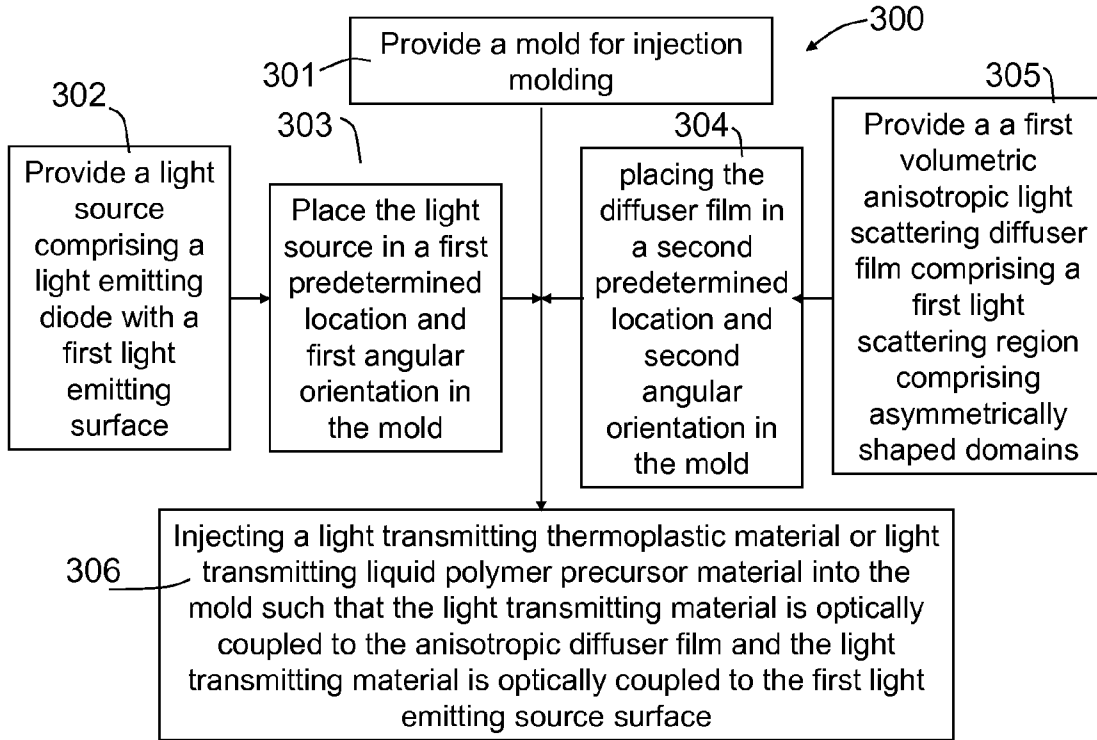 300
Provide a mold for injection
molding
301
302
Provide a light
source
comprising a
light emitting
diode with a
first light
emitting
surface
303
Place the light
source in a first
predetermined
location and
first angular
orientation in
the mold
304
placing the
diffuser film in
a second
predetermined
location and
second
angular
orientation in
the mold
305
Provide a a first
volumetric
anisotropic light
scattering diffuser
film comprising a
first light
scattering region
comprising
asymmetrically
shaped domains
306
Injecting a light transmitting thermoplastic material or light
transmitting liquid polymer precursor material into the
mold such that the light transmitting material is optically
coupled to the anisotropic diffuser film and the light
transmitting material is optically coupled to the first light
emitting source surface